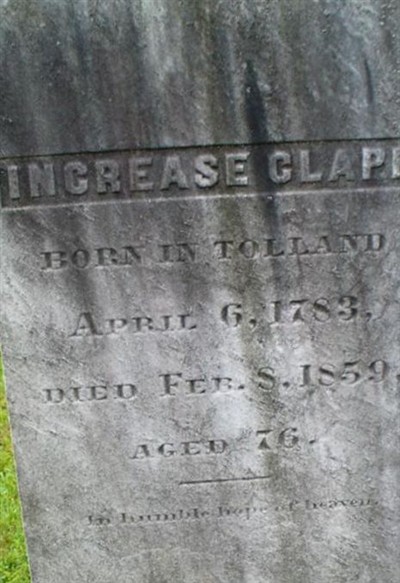 INCREASE CLAPP
BORN IN TOLLAND
APRIL 6, 1783.
DIED FEB. 8, 1859.
AGED 76.
In humble hope of heaven.